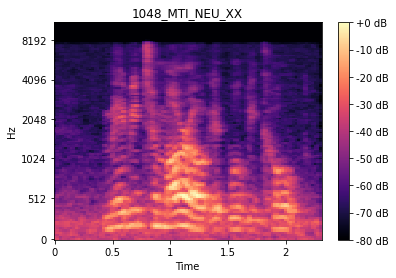 1048_MTI_NEU_XX
+0 dB
8192
-10 dB
4096
-20 dB
-30 dB
2048
Hz
-40 dB
1024
-50 dB
512
-60 dB
-70 dB
0
-80 dB
0 0.5 1 1.5 2
Time